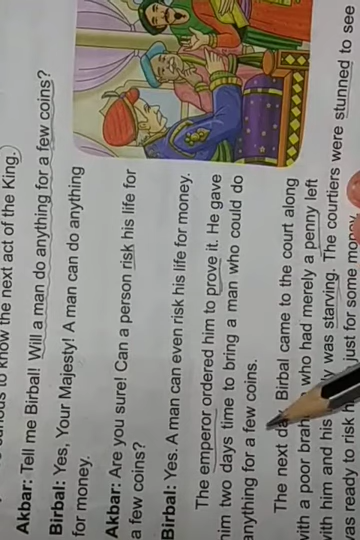 to know the next act of the King.
Akbar: Tell me Birbal! Will a man do anything for a few coins?
Birbal: Yes, Your Majesty! A man can do anything
for money.
Akbar: Are you sure! Can a person risk his life for
a few coins?
Birbal: Yes. A man can even risk his life for money.
The emperor ordered him to prove it. He gave
him two days time to bring a man who could do
anything for a few coins.
The next Birbal came to the court along
with a poor who had merely a penny left
with him and his was starving. The courtiers were stunned to see
was ready to risk just for some money